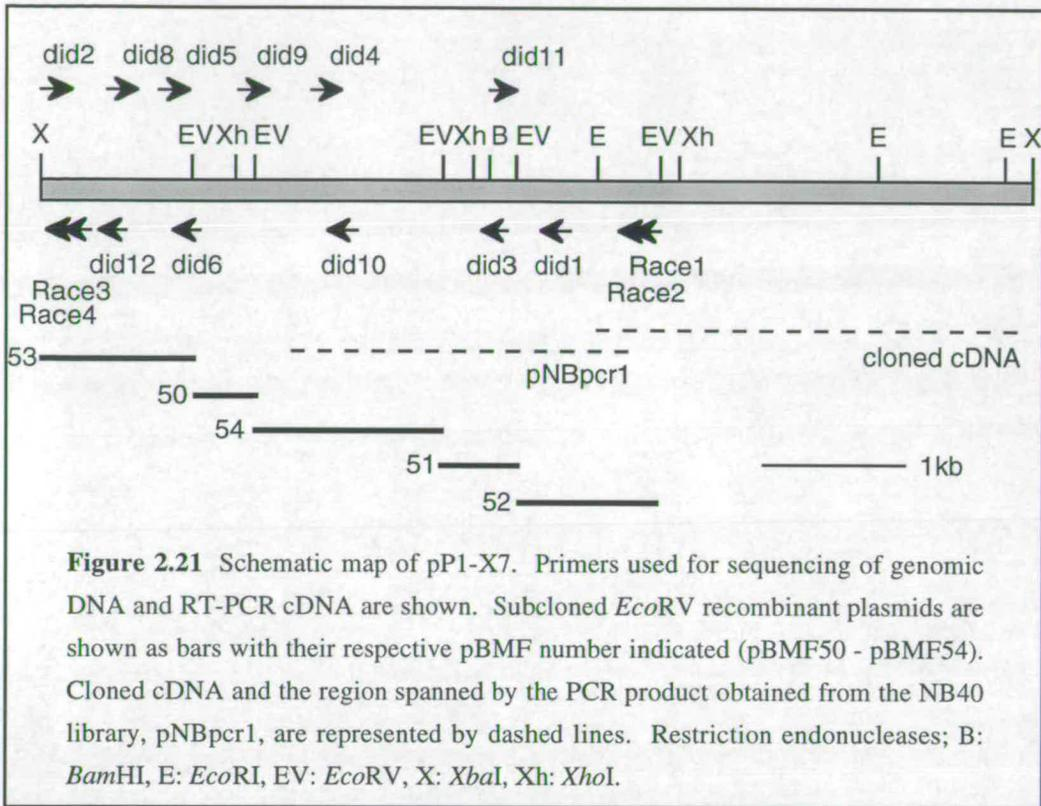 did2 did8 did5 did9 did4 did11
X EV Xh EV EV Xh B EV E EV Xh E E X
did12 did6 did10 did3 did1 Race1
Race3 Race2
Race4
53 cloned cDNA
pNBpcr1
50
54
51 1kb
52
Figure 2.21 Schematic map of pP1-X7. Primers used for sequencing of genomic
DNA and RT-PCR cDNA are shown. Subcloned EcoRV recombinant plasmids are
shown as bars with their respective pBMF number indicated (pBMF50 - pBMF54).
Cloned cDNA and the region spanned by the PCR product obtained from the NB40
library, pNBpcr1, are represented by dashed lines. Restriction endonucleases; B:
BamHI, E: EcoRI, EV: EcoRV, X: XbaI, Xh: XhoI.